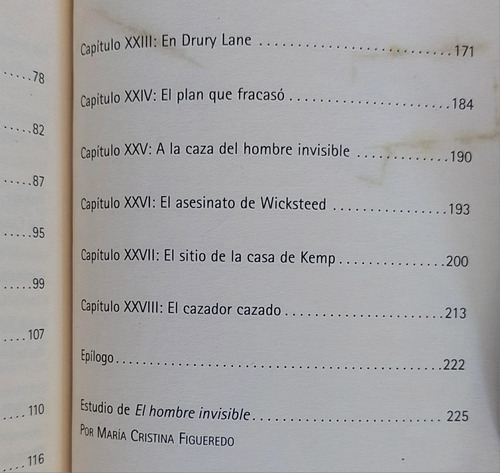 .....78
.....82
.....87
.....95
.....99
....107
....110
....116
Capítulo XXIII: En Drury Lane ............................171
Capítulo XXIV: El plan que fracasó........................184
Capítulo XXV: A la caza del hombre invisible .............190
Capítulo XXVI: El asesinato de Wicksteed .................193
Capítulo XXVII: El sitio de la casa de Kemp...............200
Capítulo XXVIII: El cazador cazado........................213
Epílogo...................................................222
Estudio de El hombre invisible............................225
Por María Cristina Figueredo